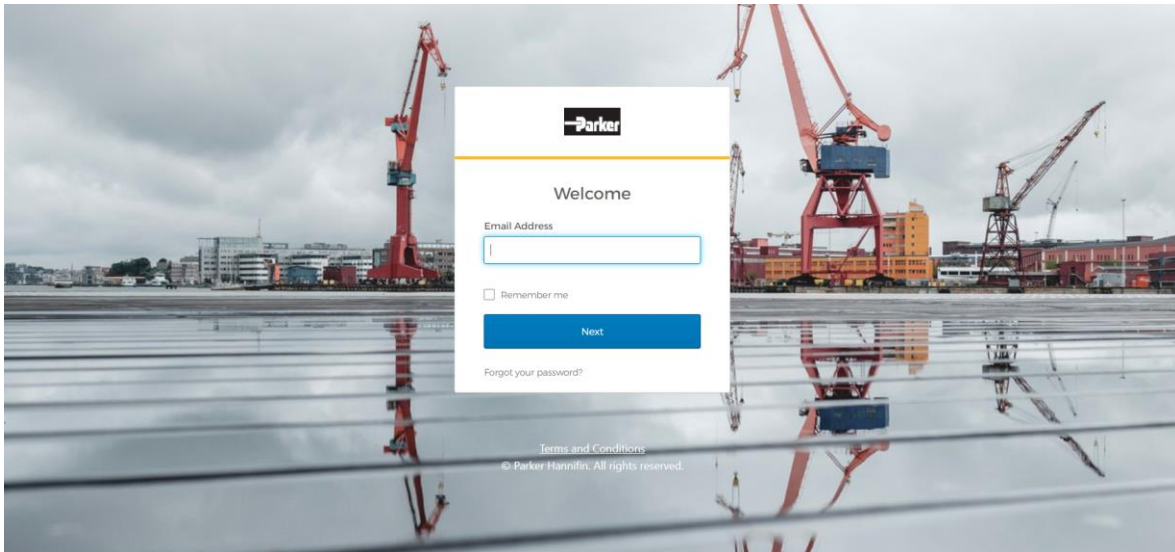 Parker
Welcome
Email Address
Remember me
Next
Forgot your password?
Terms and Conditions
© Parker Hannifin. All rights reserved.